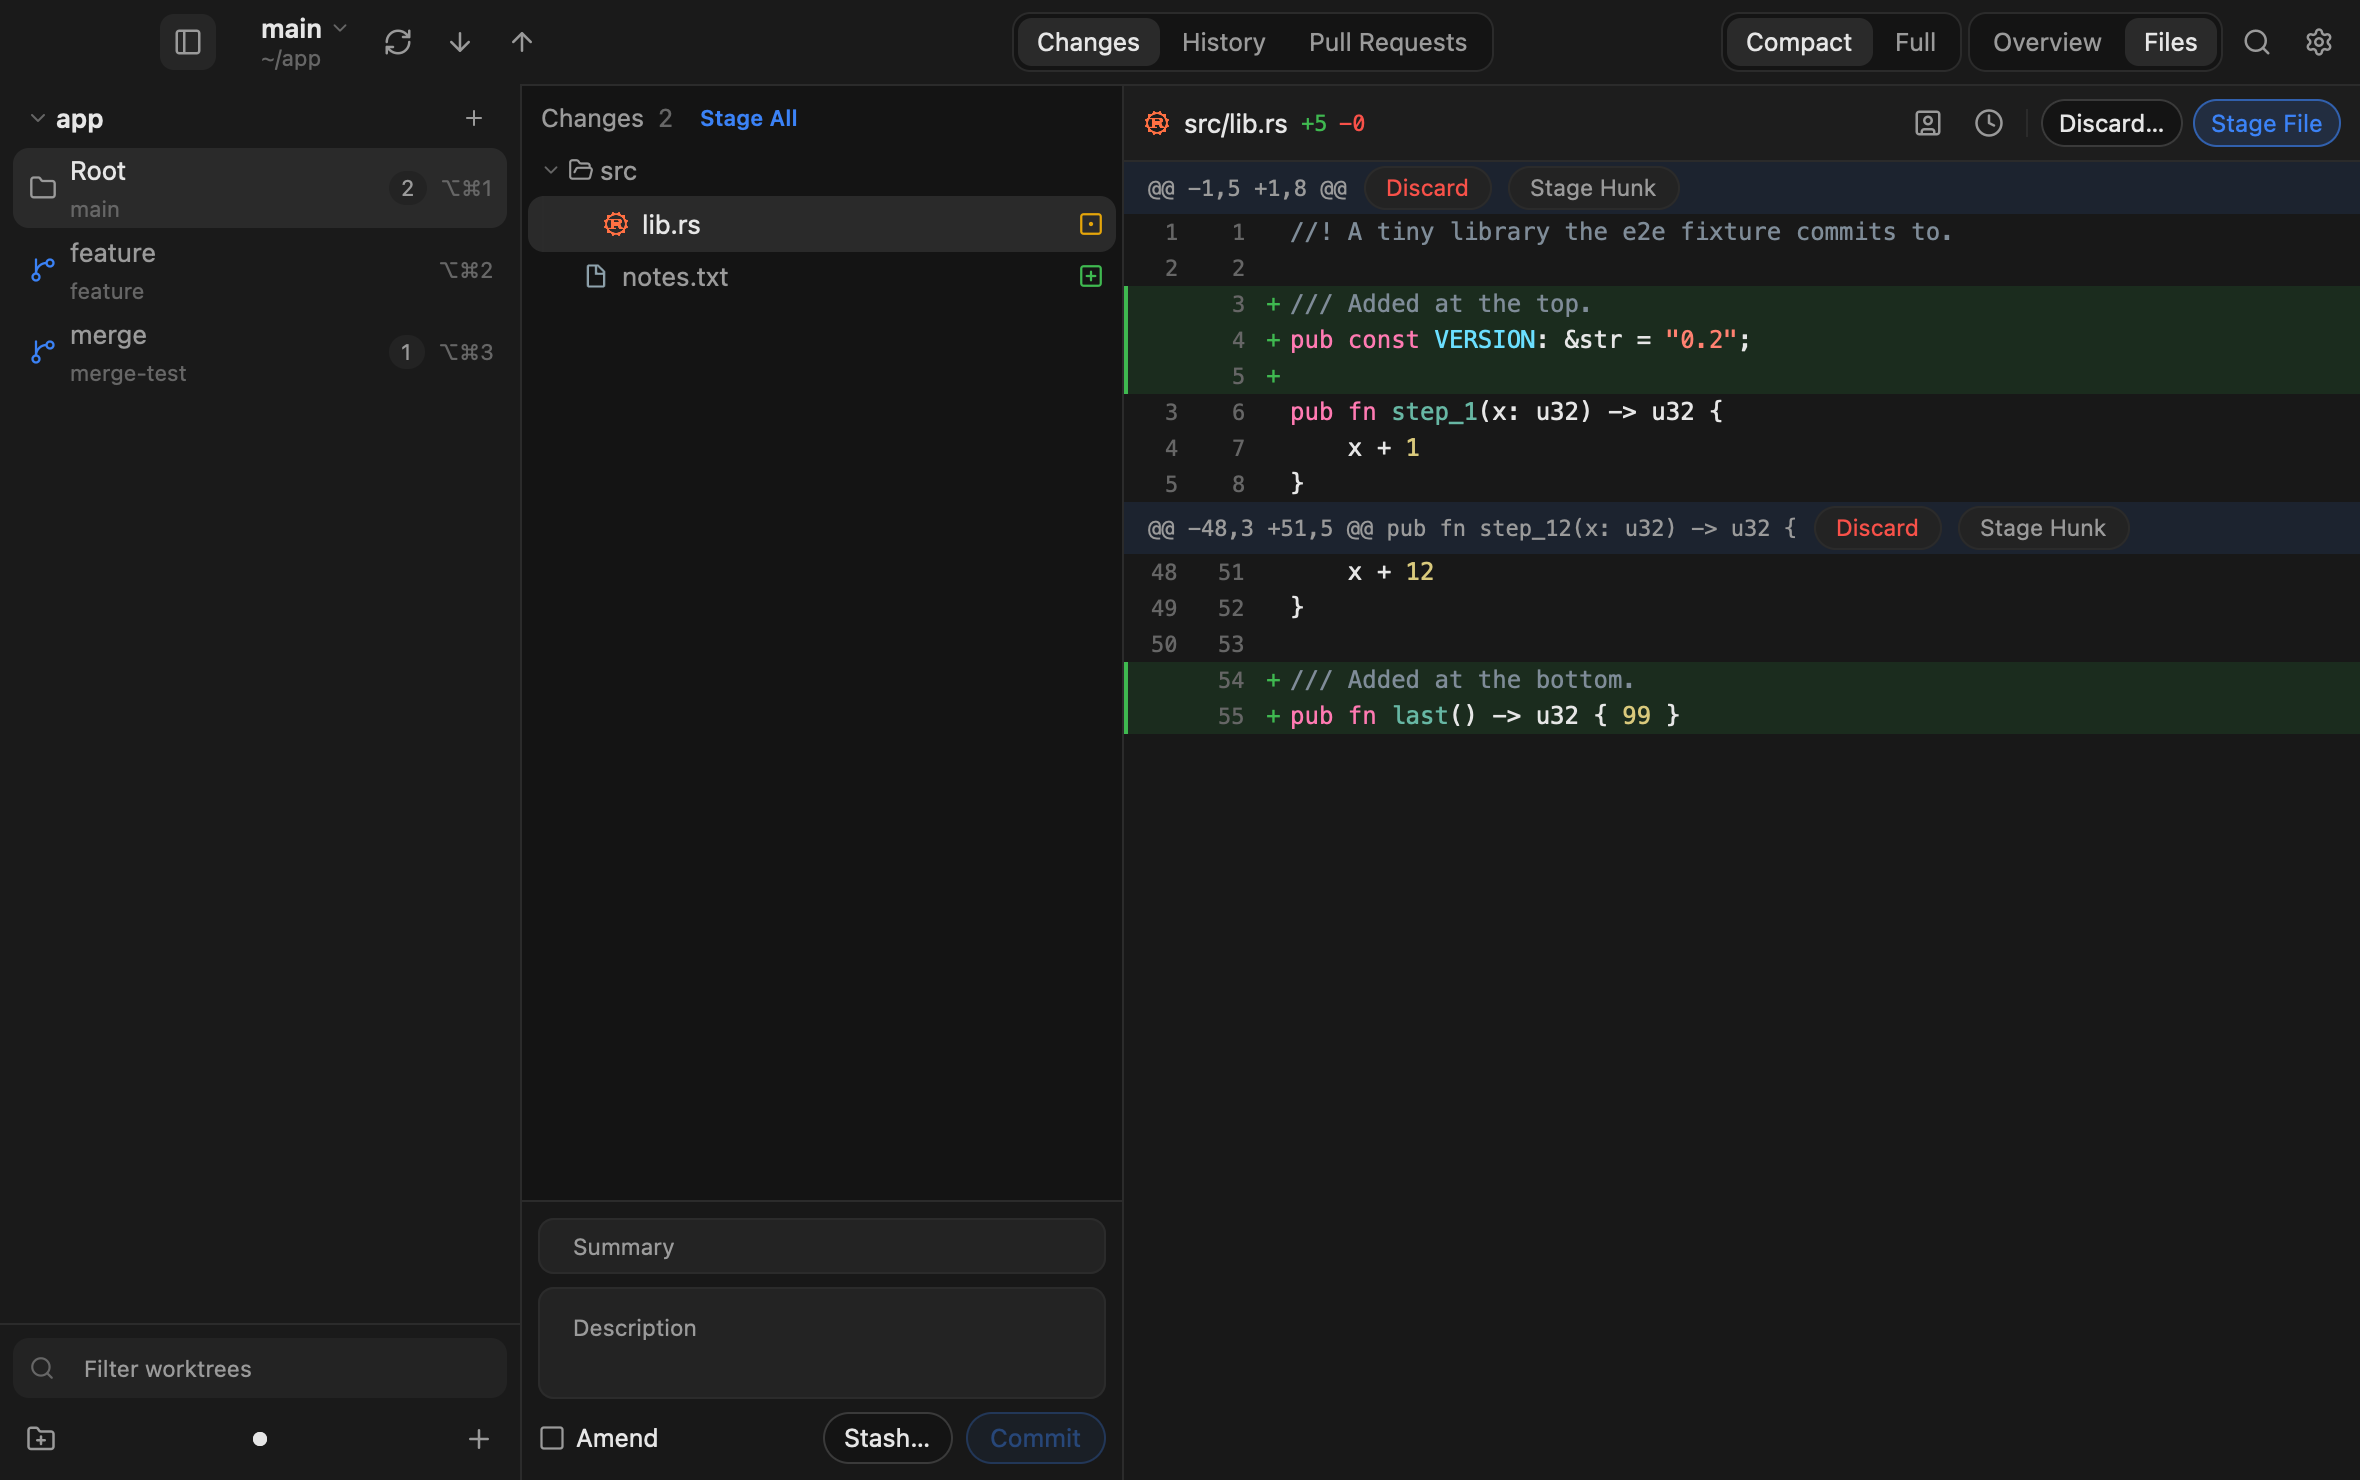 main
~/app
Changes History Pull Requests
Compact Full
Overview Files
app
Root
main
2 ⌥⌘1
feature
feature
⌥⌘2
merge
merge-test
1 ⌥⌘3
Filter worktrees
Changes 2 Stage All
src
lib.rs
notes.txt
Summary
Description
Amend Stash... Commit
src/lib.rs +5 −0 Discard... Stage File
@@ −1,5 +1,8 @@ Discard Stage Hunk
1 1 //! A tiny library the e2e fixture commits to.
2 2
3 + /// Added at the top.
4 + pub const VERSION: &str = "0.2";
5 +
3 6 pub fn step_1(x: u32) -> u32 {
4 7 x + 1
5 8 }
@@ −48,3 +51,5 @@ pub fn step_12(x: u32) -> u32 { Discard Stage Hunk
48 51 x + 12
49 52 }
50 53
54 + /// Added at the bottom.
55 + pub fn last() -> u32 { 99 }